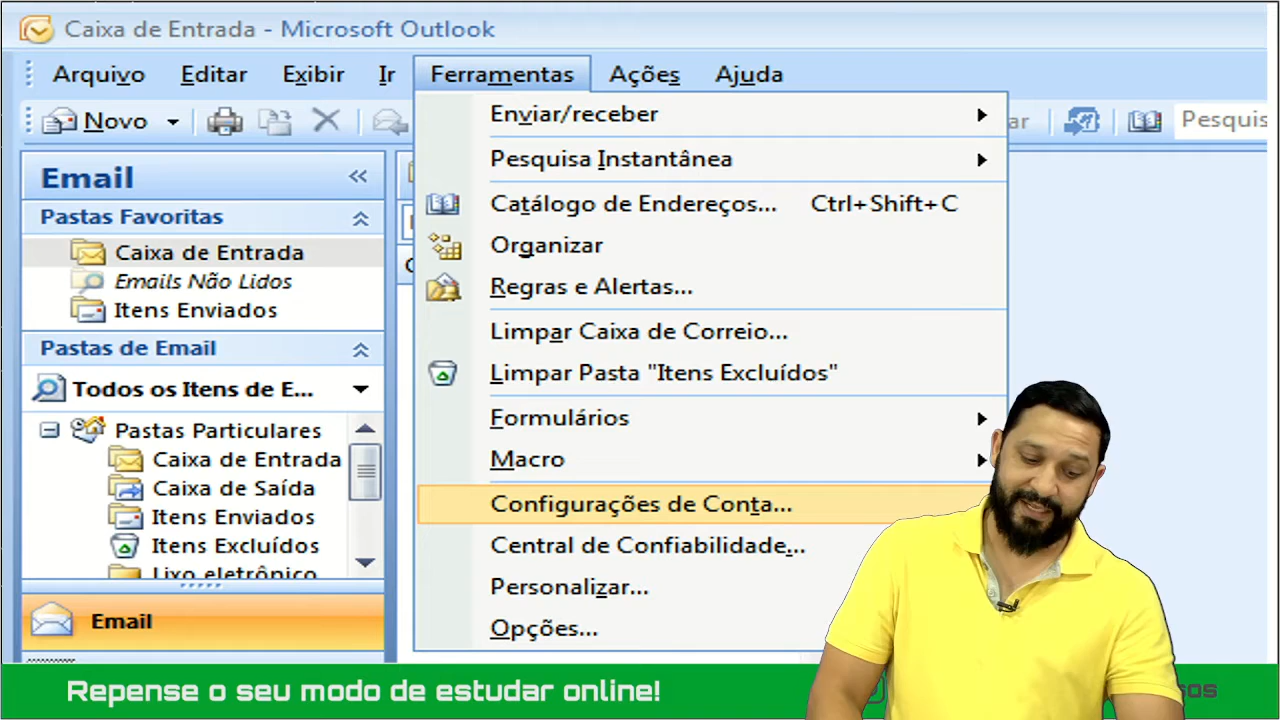 Caixa de Entrada - Microsoft Outlook
Arquivo Editar Exibir Ir Ferramentas Ações Ajuda
Novo
Pesquis
Enviar/receber
Pesquisa Instantânea
Catálogo de Endereços... Ctrl+Shift+C
Organizar
Regras e Alertas...
Limpar Caixa de Correio...
Limpar Pasta "Itens Excluídos"
Formulários
Macro
Configurações de Conta...
Central de Confiabilidade...
Personalizar...
Opções...
Email
Pastas Favoritas
Caixa de Entrada
Emails Não Lidos
Itens Enviados
Pastas de Email
Todos os Itens de E...
Pastas Particulares
Caixa de Entrada
Caixa de Saída
Itens Enviados
Itens Excluídos
Lixo eletrônico
Email
Repense o seu modo de estudar online!